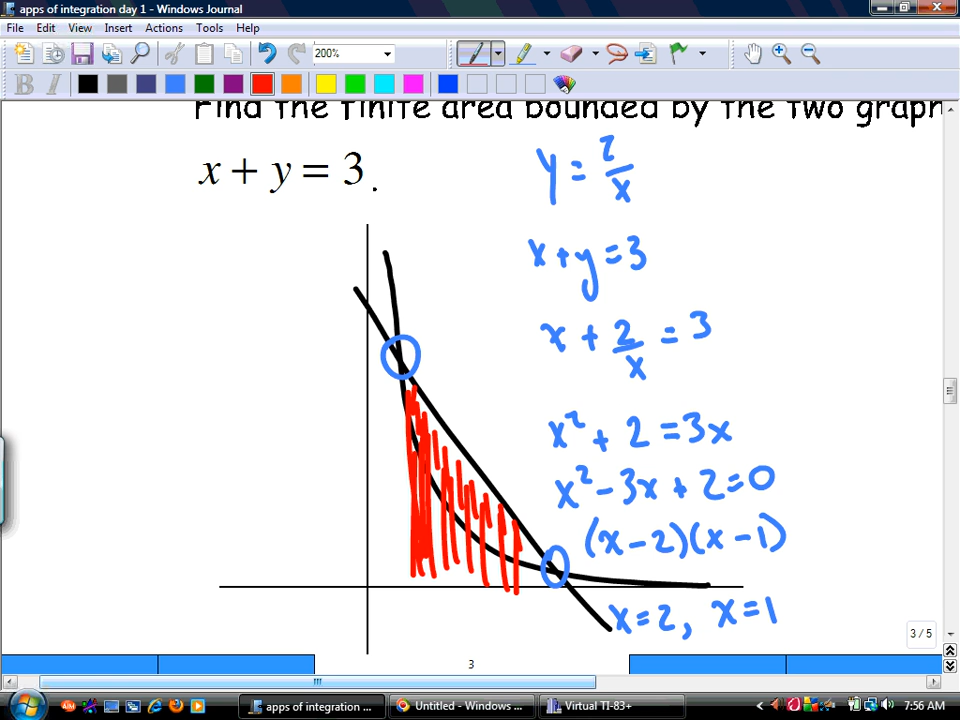 apps of integration day 1 - Windows Journal
File Edit View Insert Actions Tools Help
200%
B I
Find the finite area bounded by the two graph
x + y = 3.
y = 2/x
x + y = 3
x + 2/x = 3
x² + 2 = 3x
x² - 3x + 2 = 0
(x - 2)(x - 1)
x = 2, x = 1
3 / 5
3
apps of integration ...
Untitled - Windows ...
Virtual TI-83+
7:56 AM